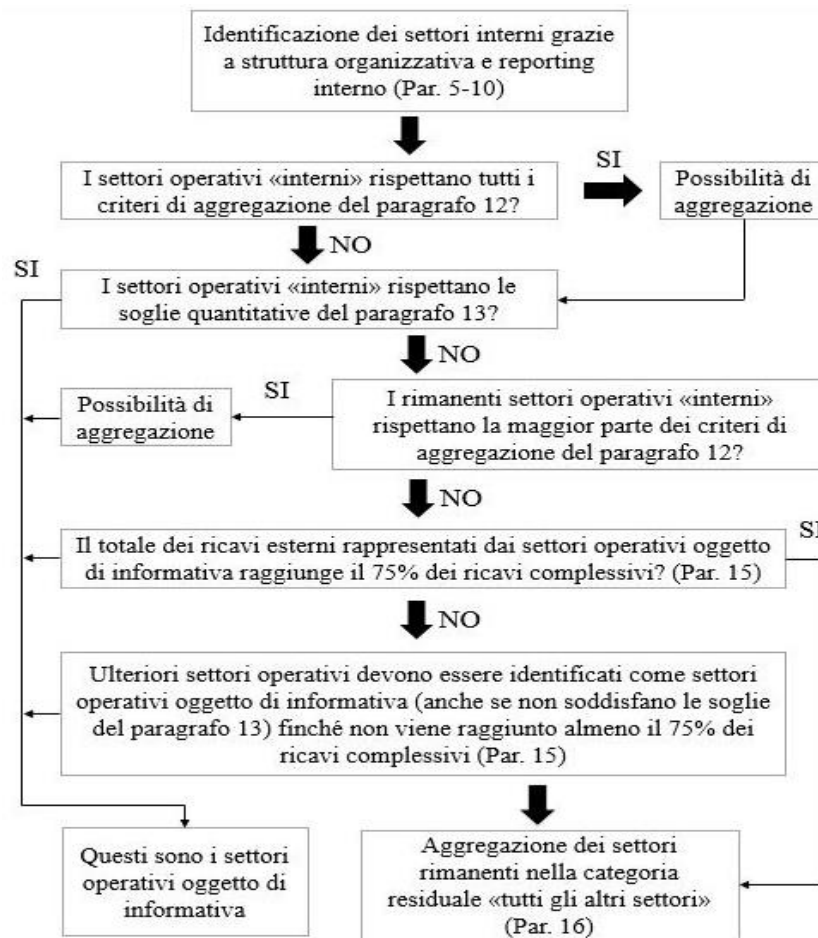 Identificazione dei settori interni grazie
a struttura organizzativa e reporting
interno (Par. 5-10)
SI
I settori operativi «interni» rispettano tutti i
criteri di aggregazione del paragrafo 12?
Possibilità di
aggregazione
NO
SI
I settori operativi «interni» rispettano le
soglie quantitative del paragrafo 13?
NO
SI
Possibilità di
aggregazione
I rimanenti settori operativi «interni»
rispettano la maggior parte dei criteri di
aggregazione del paragrafo 12?
NO
SI
Il totale dei ricavi esterni rappresentati dai settori operativi oggetto
di informativa raggiunge il 75% dei ricavi complessivi? (Par. 15)
NO
Ulteriori settori operativi devono essere identificati come settori
operativi oggetto di informativa (anche se non soddisfano le soglie
del paragrafo 13) finché non viene raggiunto almeno il 75% dei
ricavi complessivi (Par. 15)
Questi sono i settori
operativi oggetto di
informativa
Aggregazione dei settori
rimanenti nella categoria
residuale «tutti gli altri settori»
(Par. 16)